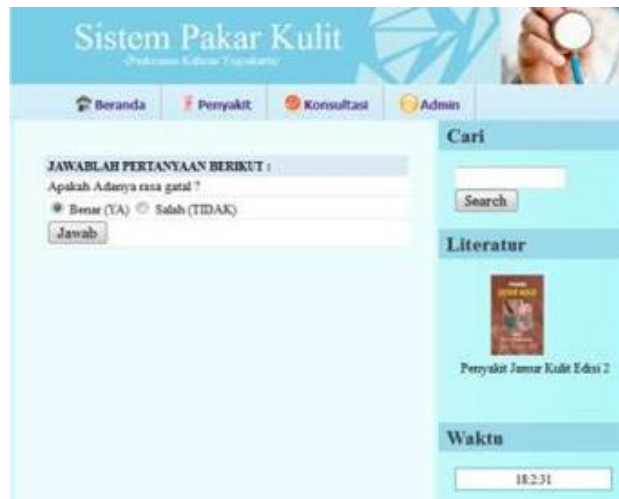 Sistem Pakar Kulit
Beranda Penyakit Konsultasi Admin
JAWABLAH PERTANYAAN BERIKUT :
Apakah Adanya rasa gatal ?
Benar (YA) Salah (TIDAK)
Jawab
Cari
Search
Literatur
Penyakit Jamur Kulit Edisi 2
Waktu
18:2:31